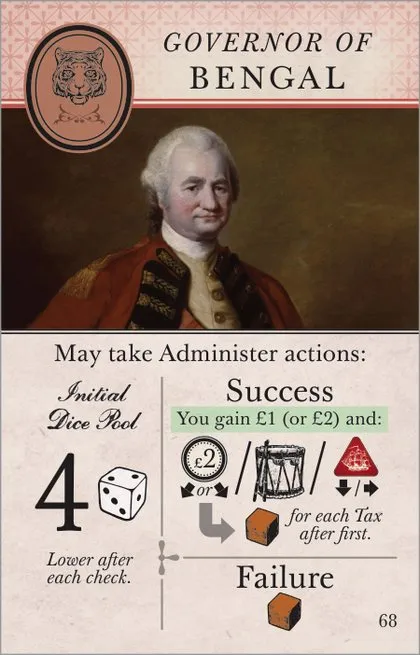 GOVERNOR OF
BENGAL
May take Administer actions:
Initial
Dice Pool
4
Lower after
each check.
Success
You gain £1 (or £2) and:
£2
or
for each Tax
after first.
Failure
68